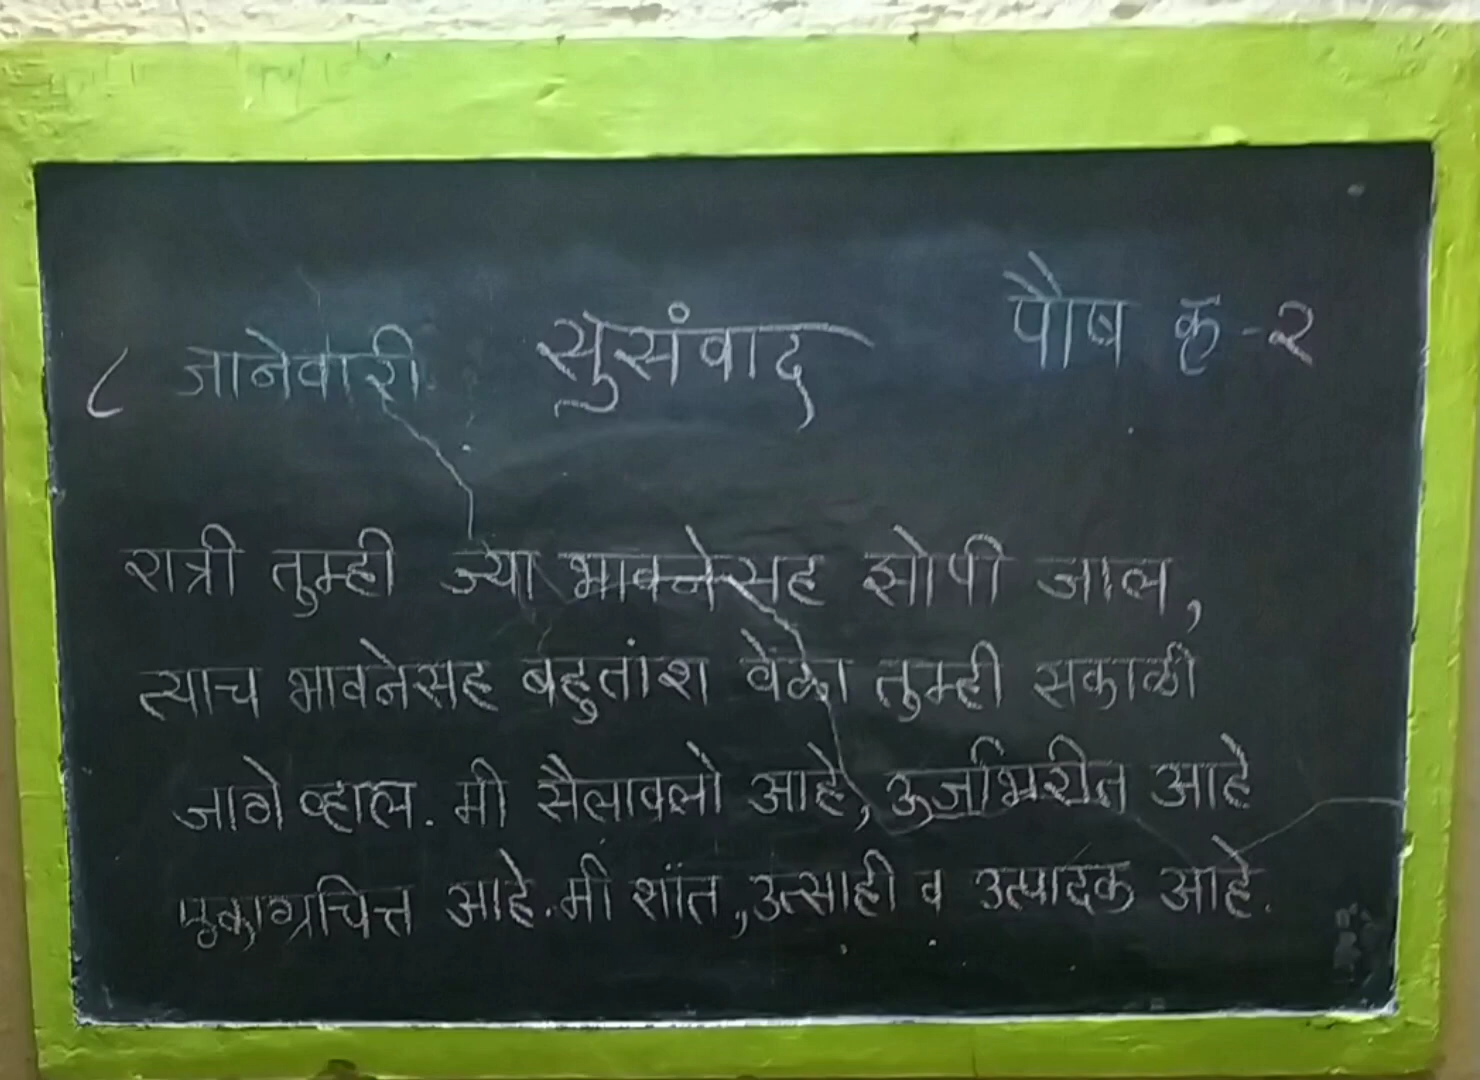 ८ जानेवारी सुसंवाद पौष कृ-२
रात्री तुम्ही ज्या भावनेसह झोपी जाल,
त्याच भावनेसह बहुतांश वेळा तुम्ही सकाळी
जागे व्हाल. मी सैलावलो आहे, ऊर्जाभरीत आहे
एकाग्रचित्त आहे. मी शांत, उत्साही व उत्पादक आहे.